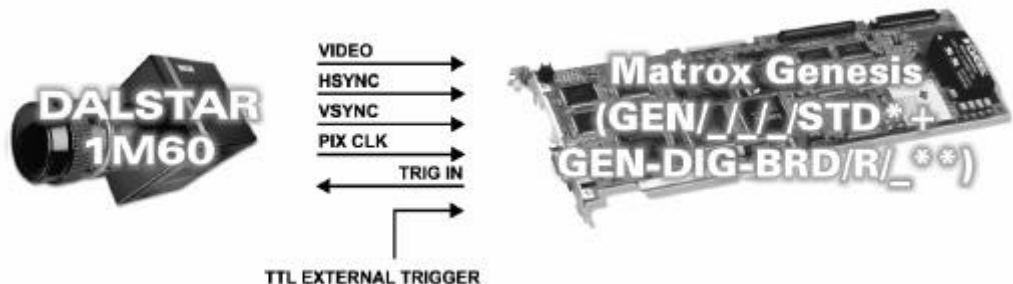 DALSTAR
1M60
VIDEO
HSYNC
VSYNC
PIX CLK
TRIG IN
TTL EXTERNAL TRIGGER
Matrox Genesis
(GEN/_/_/_/STD*+
GEN-DIG-BRD/R/_**)